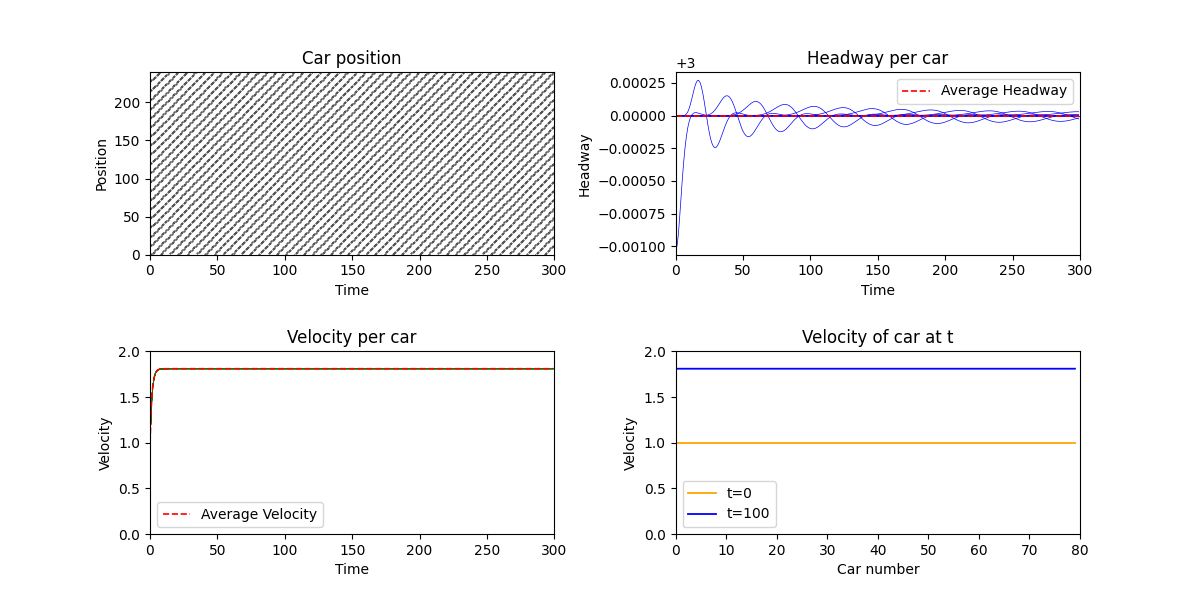 Car position
Position
200
150
100
50
0
0 50 100 150 200 250 300
Time
Headway per car
+3
Headway
0.00025
0.00000
−0.00025
−0.00050
−0.00075
−0.00100
Average Headway
0 50 100 150 200 250 300
Time
Velocity per car
Velocity
2.0
1.5
1.0
0.5
0.0
Average Velocity
0 50 100 150 200 250 300
Time
Velocity of car at t
Velocity
2.0
1.5
1.0
0.5
0.0
t=0
t=100
0 10 20 30 40 50 60 70 80
Car number